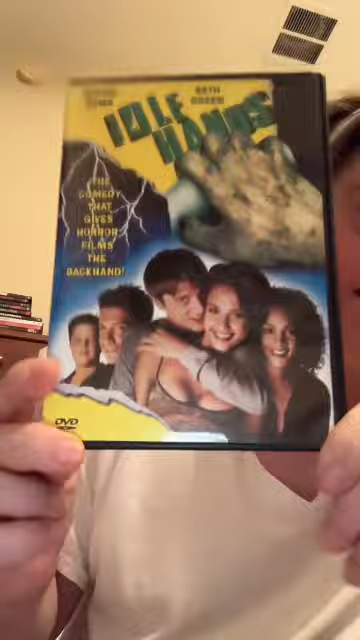 SETH
GREEN
IDLE
HANDS
THE
COMEDY
THAT
GIVES
HORROR
FILMS
THE
BACKHAND!
DVD